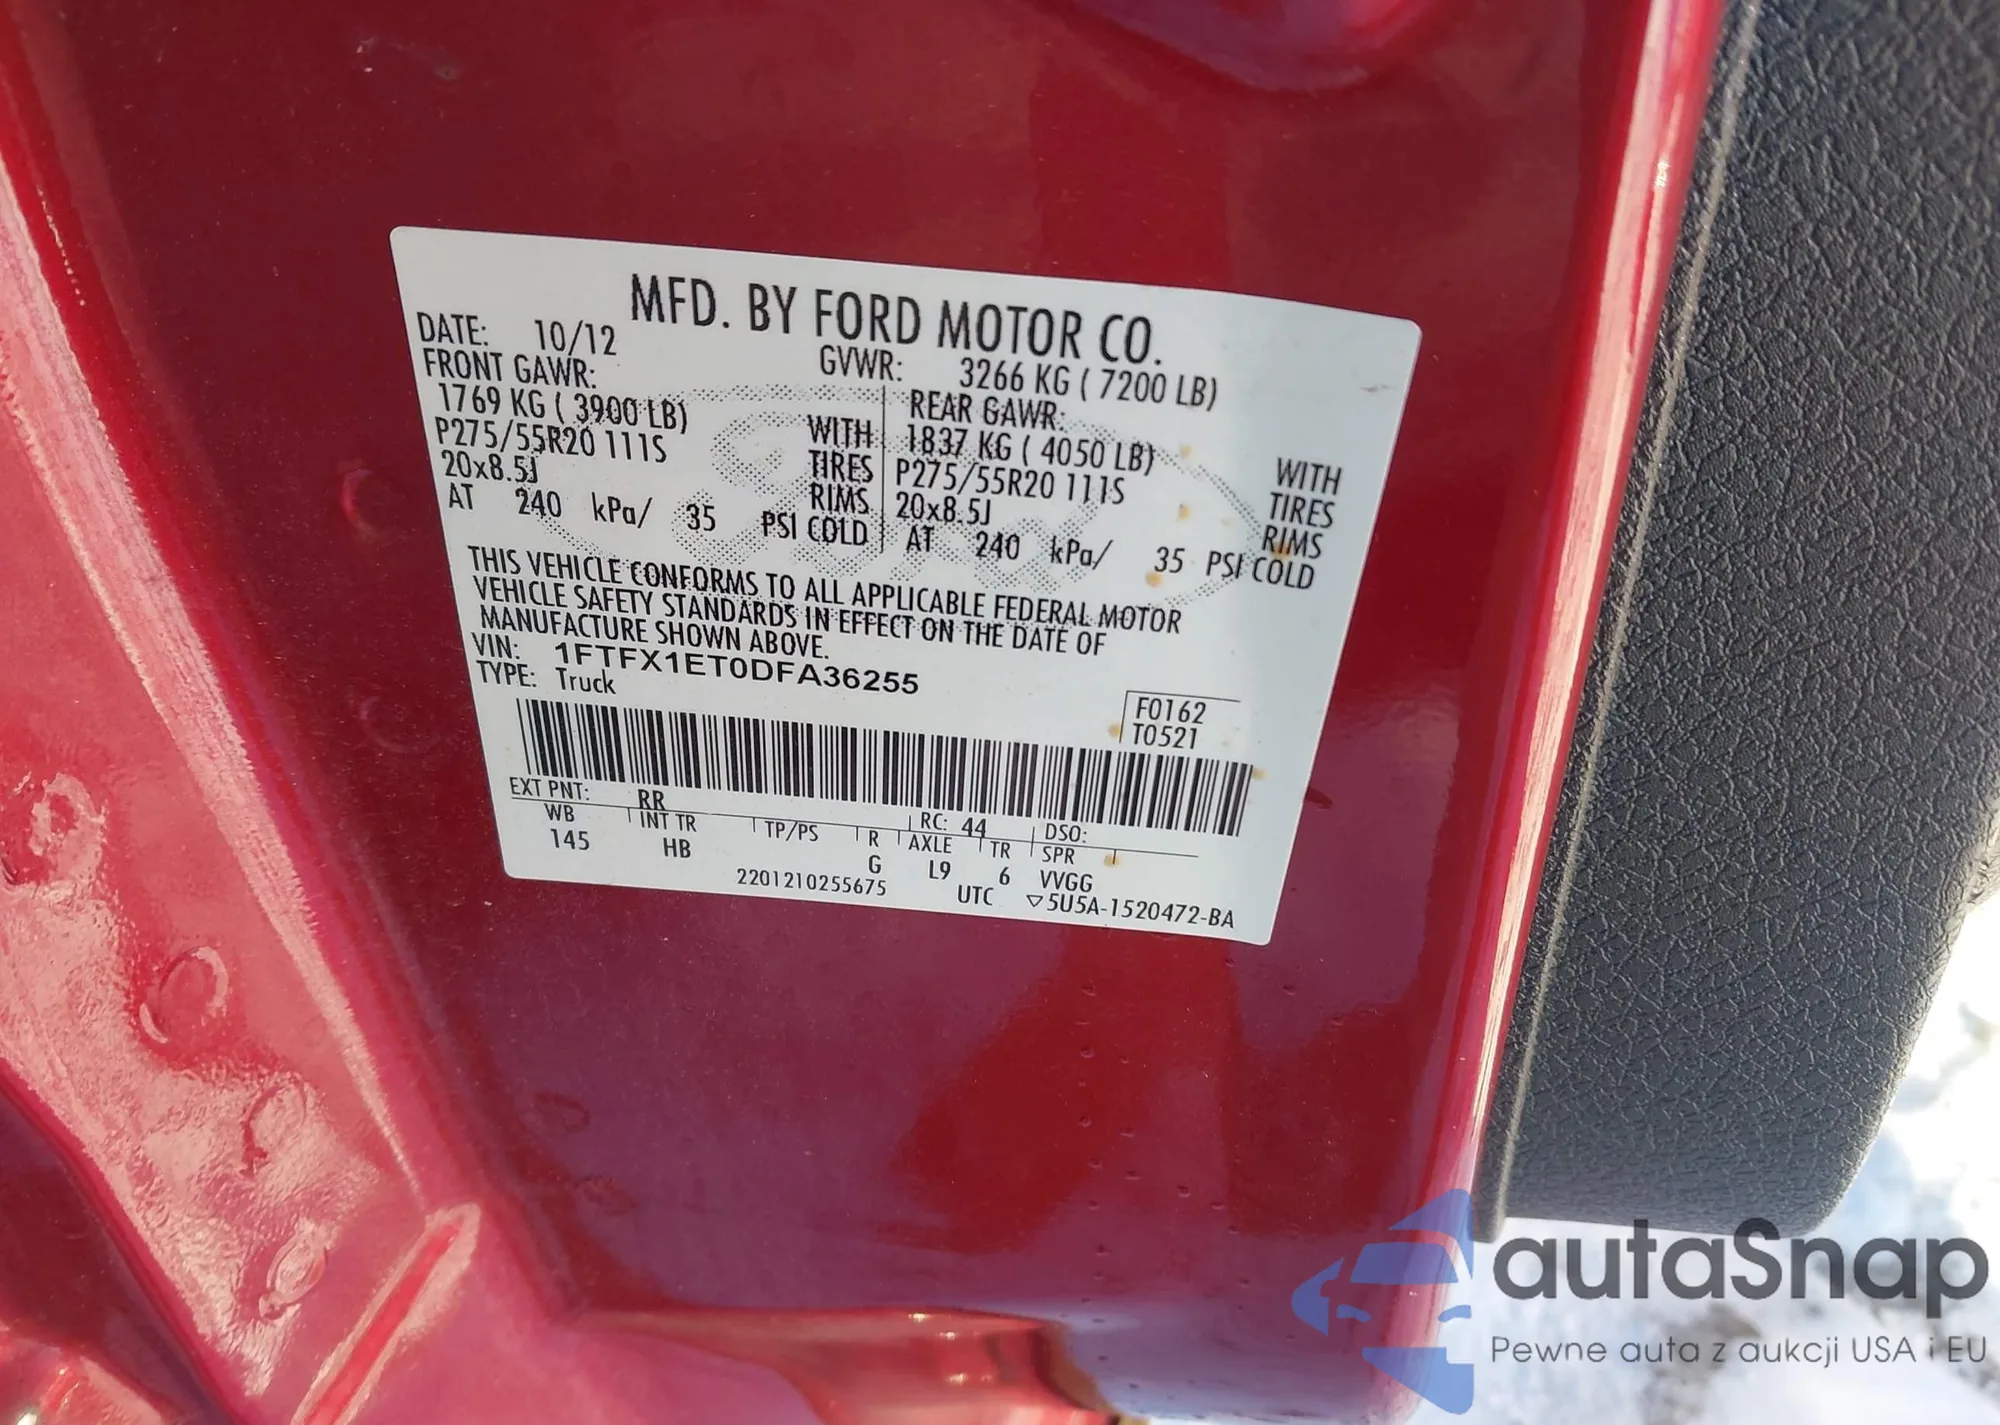 MFD. BY FORD MOTOR CO.
DATE: 10/12 GVWR: 3266 KG ( 7200 LB)
FRONT GAWR: REAR GAWR:
1769 KG ( 3900 LB) WITH 1837 KG ( 4050 LB) WITH
P275/55R20 111S TIRES P275/55R20 111S TIRES
20x8.5J RIMS 20x8.5J RIMS
AT 240 kPa/ 35 PSI COLD AT 240 kPa/ 35 PSI COLD
THIS VEHICLE CONFORMS TO ALL APPLICABLE FEDERAL MOTOR
VEHICLE SAFETY STANDARDS IN EFFECT ON THE DATE OF
MANUFACTURE SHOWN ABOVE.
VIN: 1FTFX1ET0DFA36255
TYPE: Truck
F0162
T0521
EXT PNT: RR RC: 44 DSO:
WB INT TR TP/PS R AXLE TR SPR
145 HB G L9 6 VVGG
2201210255675 UTC ▽5U5A-1520472-BA
Ford
autaSnap
Pewne auta z aukcji USA i EU